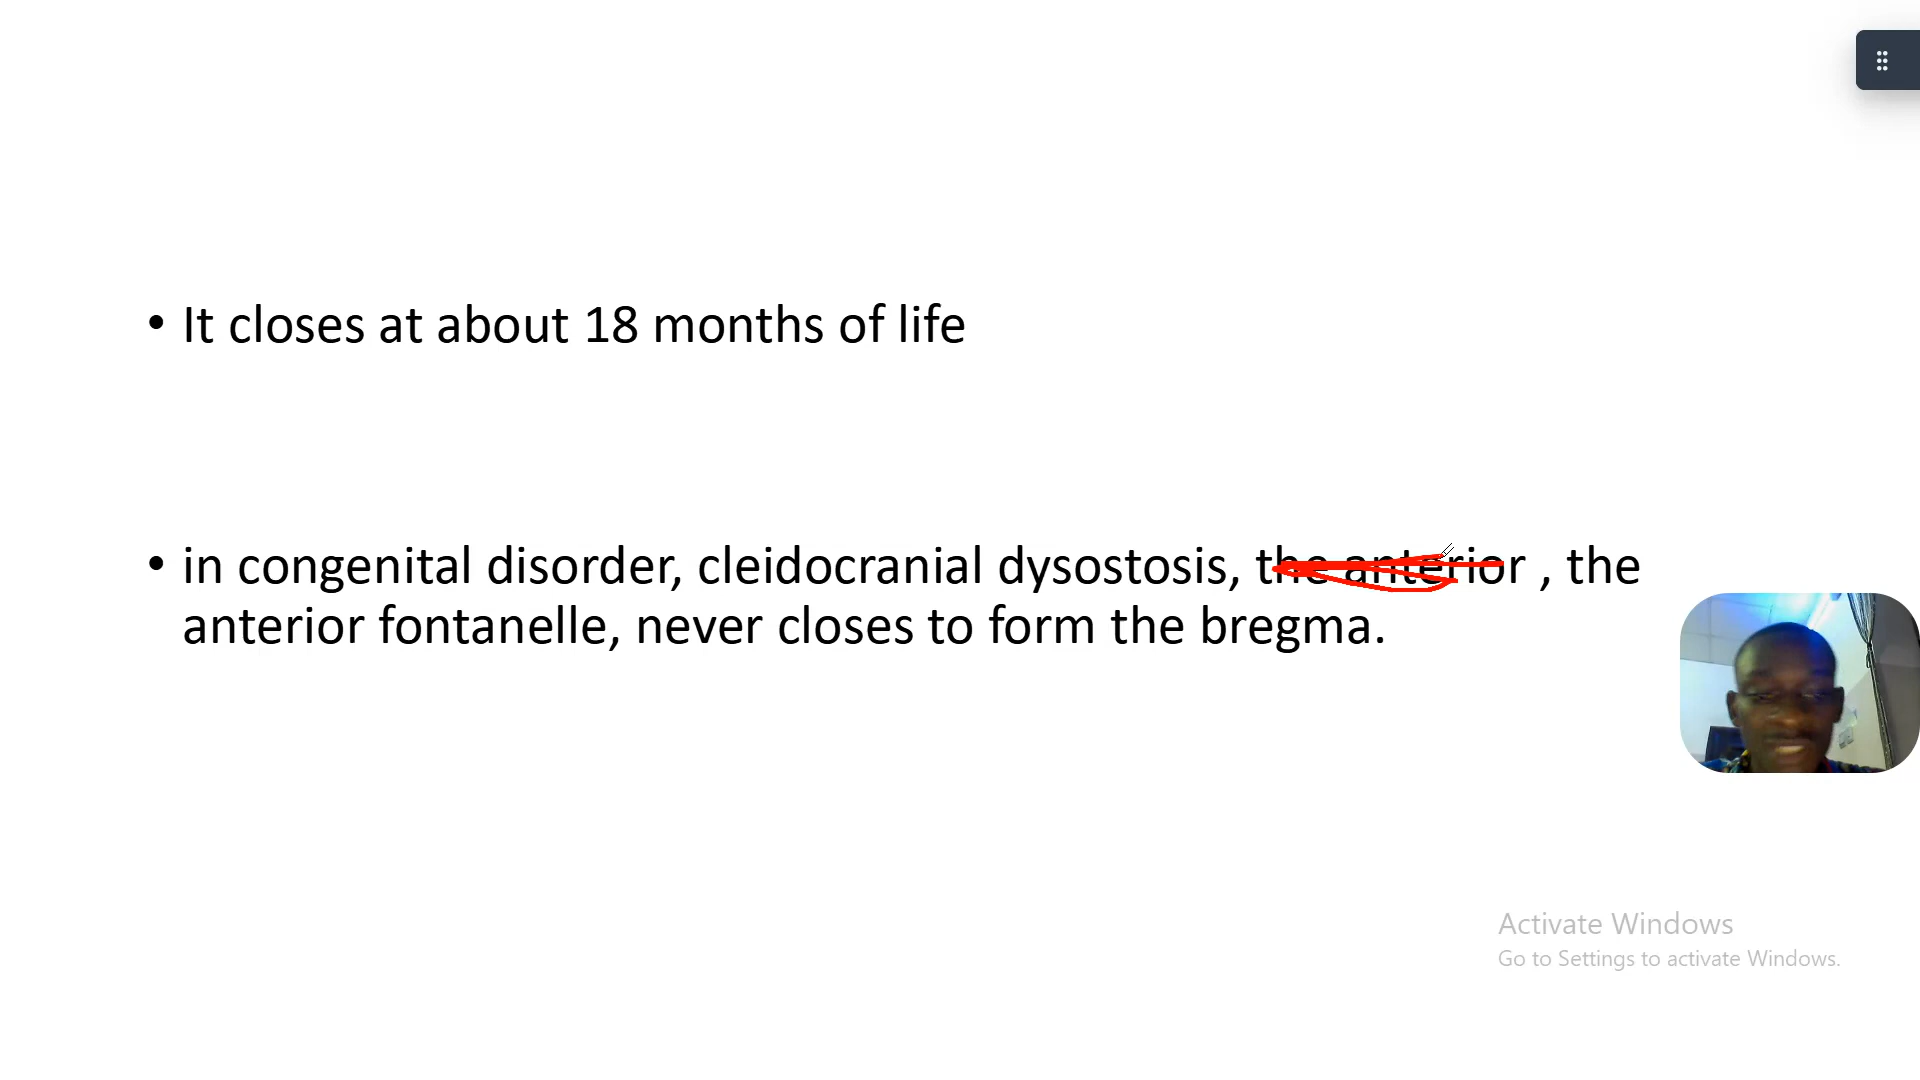 • It closes at about 18 months of life
• in congenital disorder, cleidocranial dysostosis, the anterior , the
anterior fontanelle, never closes to form the bregma.
Activate Windows
Go to Settings to activate Windows.